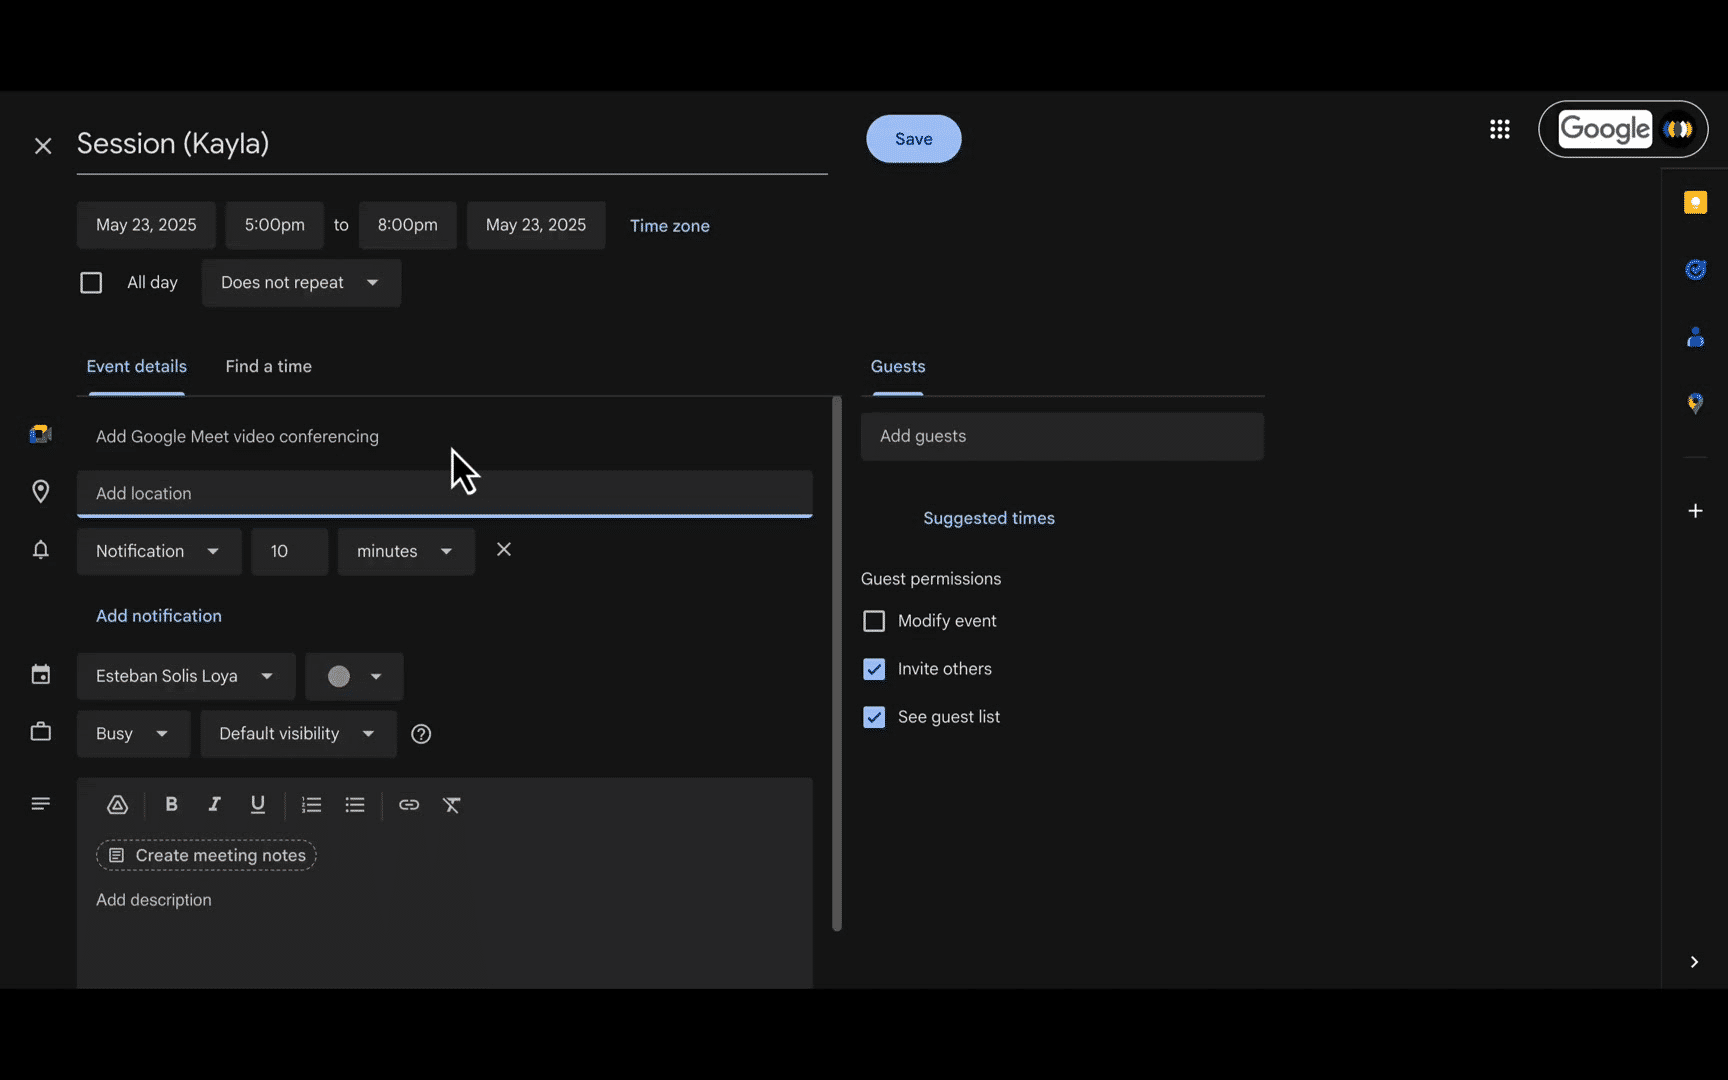 Session (Kayla)
Save
Google
May 23, 2025 5:00pm to 8:00pm May 23, 2025 Time zone
All day Does not repeat
Event details Find a time
Guests
Add Google Meet video conferencing
Add guests
Add location
Suggested times
Notification 10 minutes
Guest permissions
Add notification
Modify event
Esteban Solis Loya
Invite others
Busy Default visibility
See guest list
B I U
Create meeting notes
Add description